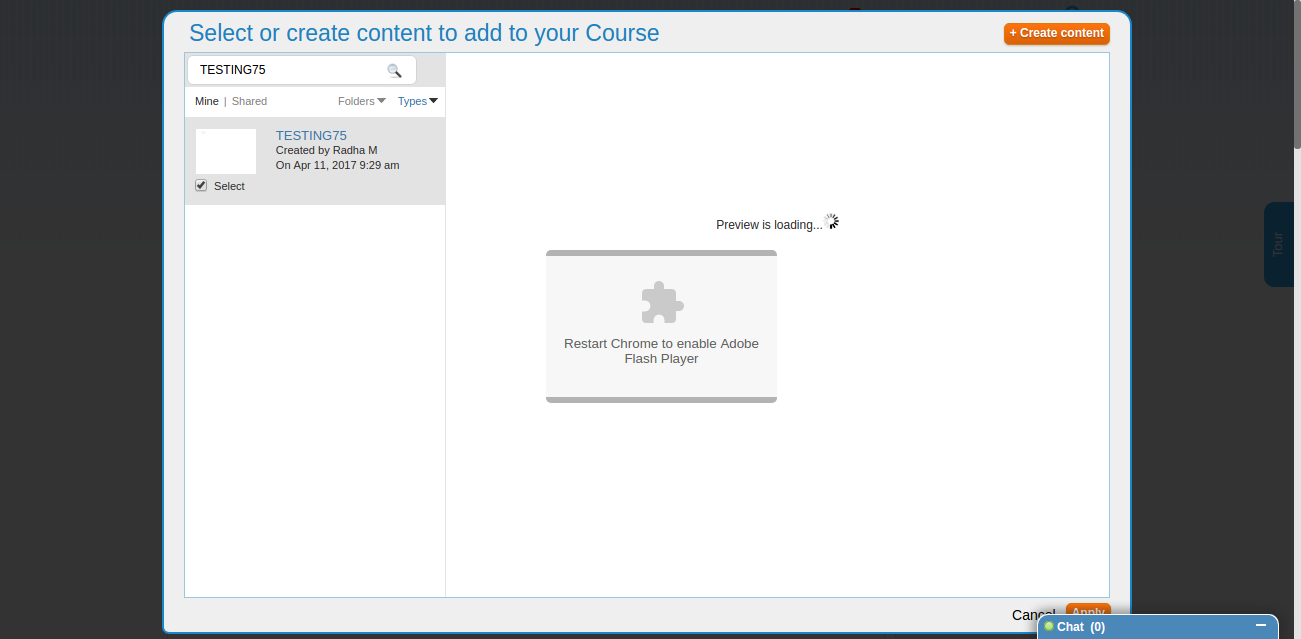 Select or create content to add to your Course
+ Create content
TESTING75
Mine | Shared
Folders
Types
TESTING75
Created by Radha M
On Apr 11, 2017 9:29 am
Select
Preview is loading...
Restart Chrome to enable Adobe
Flash Player
Tour
Cancel
Apply
Chat (0)